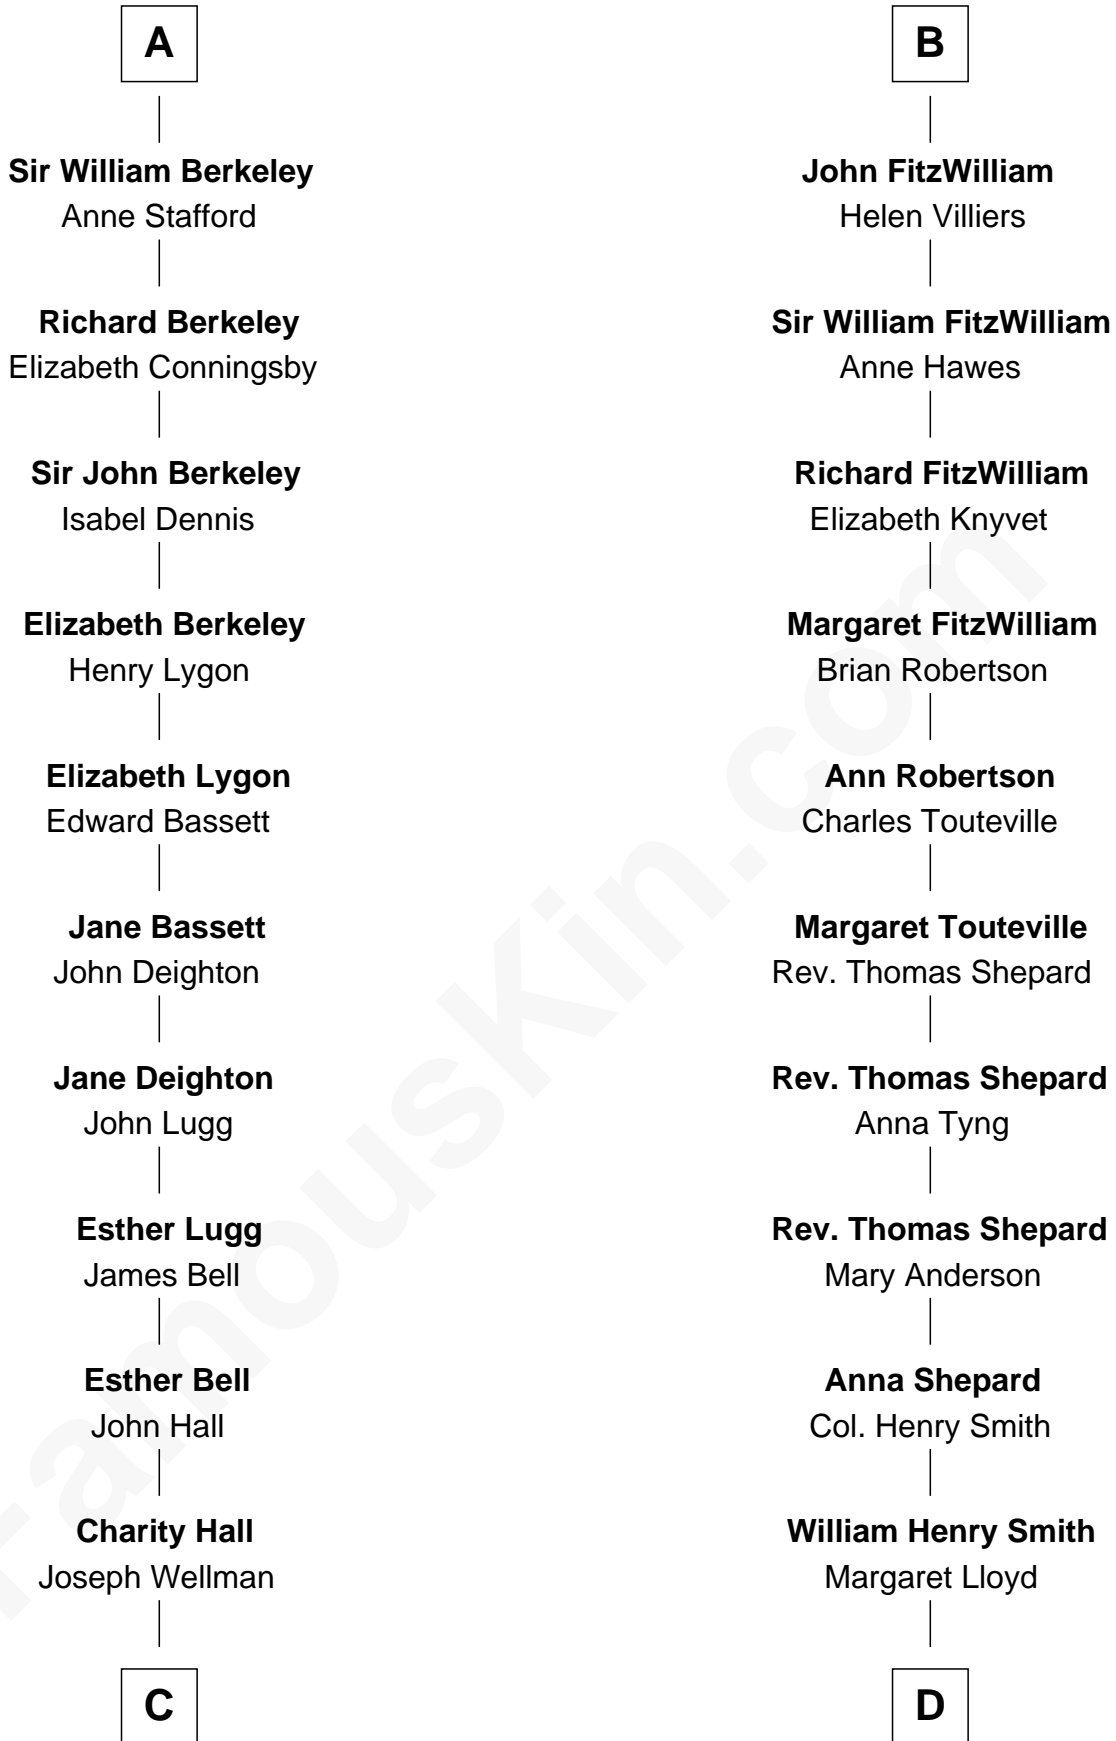 A
Sir William Berkeley
Anne Stafford
Richard Berkeley
Elizabeth Conningsby
Sir John Berkeley
Isabel Dennis
Elizabeth Berkeley
Henry Lygon
Elizabeth Lygon
Edward Bassett
Jane Bassett
John Deighton
Jane Deighton
John Lugg
Esther Lugg
James Bell
Esther Bell
John Hall
Charity Hall
Joseph Wellman
C
B
John FitzWilliam
Helen Villiers
Sir William FitzWilliam
Anne Hawes
Richard FitzWilliam
Elizabeth Knyvet
Margaret FitzWilliam
Brian Robertson
Ann Robertson
Charles Touteville
Margaret Touteville
Rev. Thomas Shepard
Rev. Thomas Shepard
Anna Tyng
Rev. Thomas Shepard
Mary Anderson
Anna Shepard
Col. Henry Smith
William Henry Smith
Margaret Lloyd
D
FamousKin.com